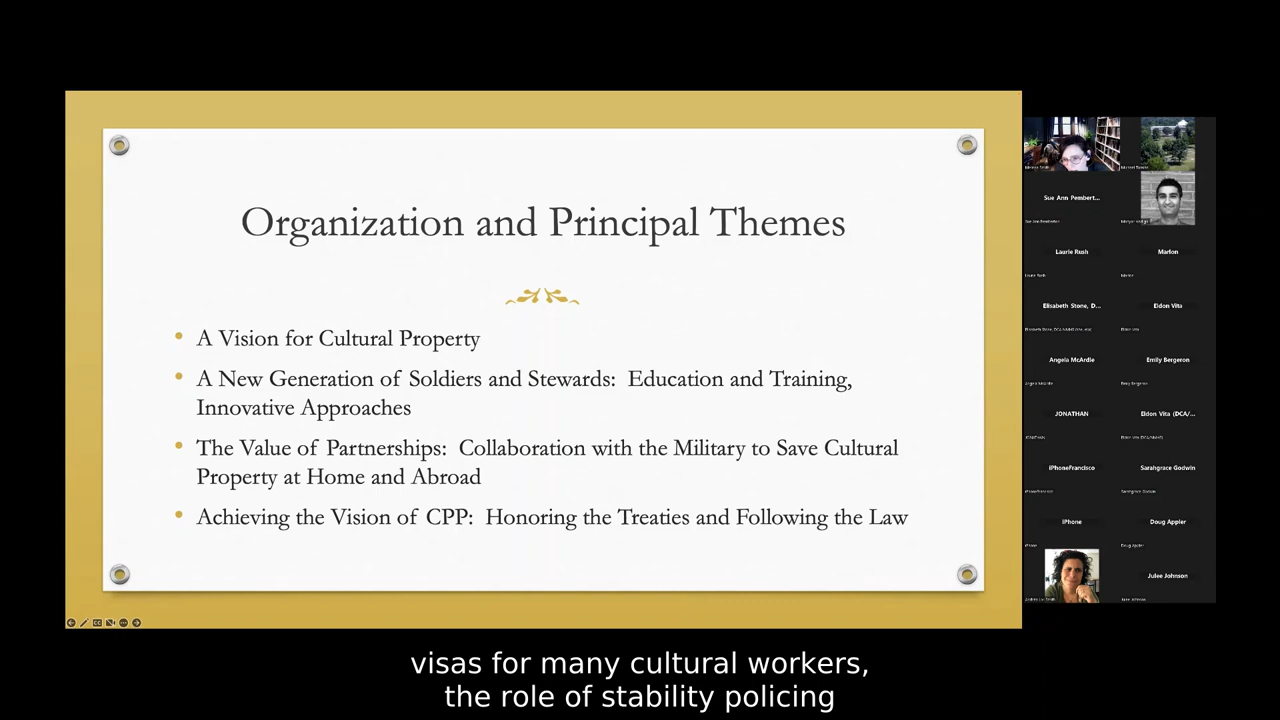 Organization and Principal Themes
A Vision for Cultural Property
A New Generation of Soldiers and Stewards: Education and Training,
Innovative Approaches
The Value of Partnerships: Collaboration with the Military to Save Cultural
Property at Home and Abroad
Achieving the Vision of CPP: Honoring the Treaties and Following the Law
Sue Ann Pembert...
Laurie Rush
Marlon
Elisabeth Stone, D...
Eldon Vita
Angela McArdle
Emily Bergeron
JONATHAN
Eldon Vita (DCA/...
iPhoneFrancisco
Sarahgrace Godwin
iPhone
Doug Appler
Julee Johnson
visas for many cultural workers,
the role of stability policing